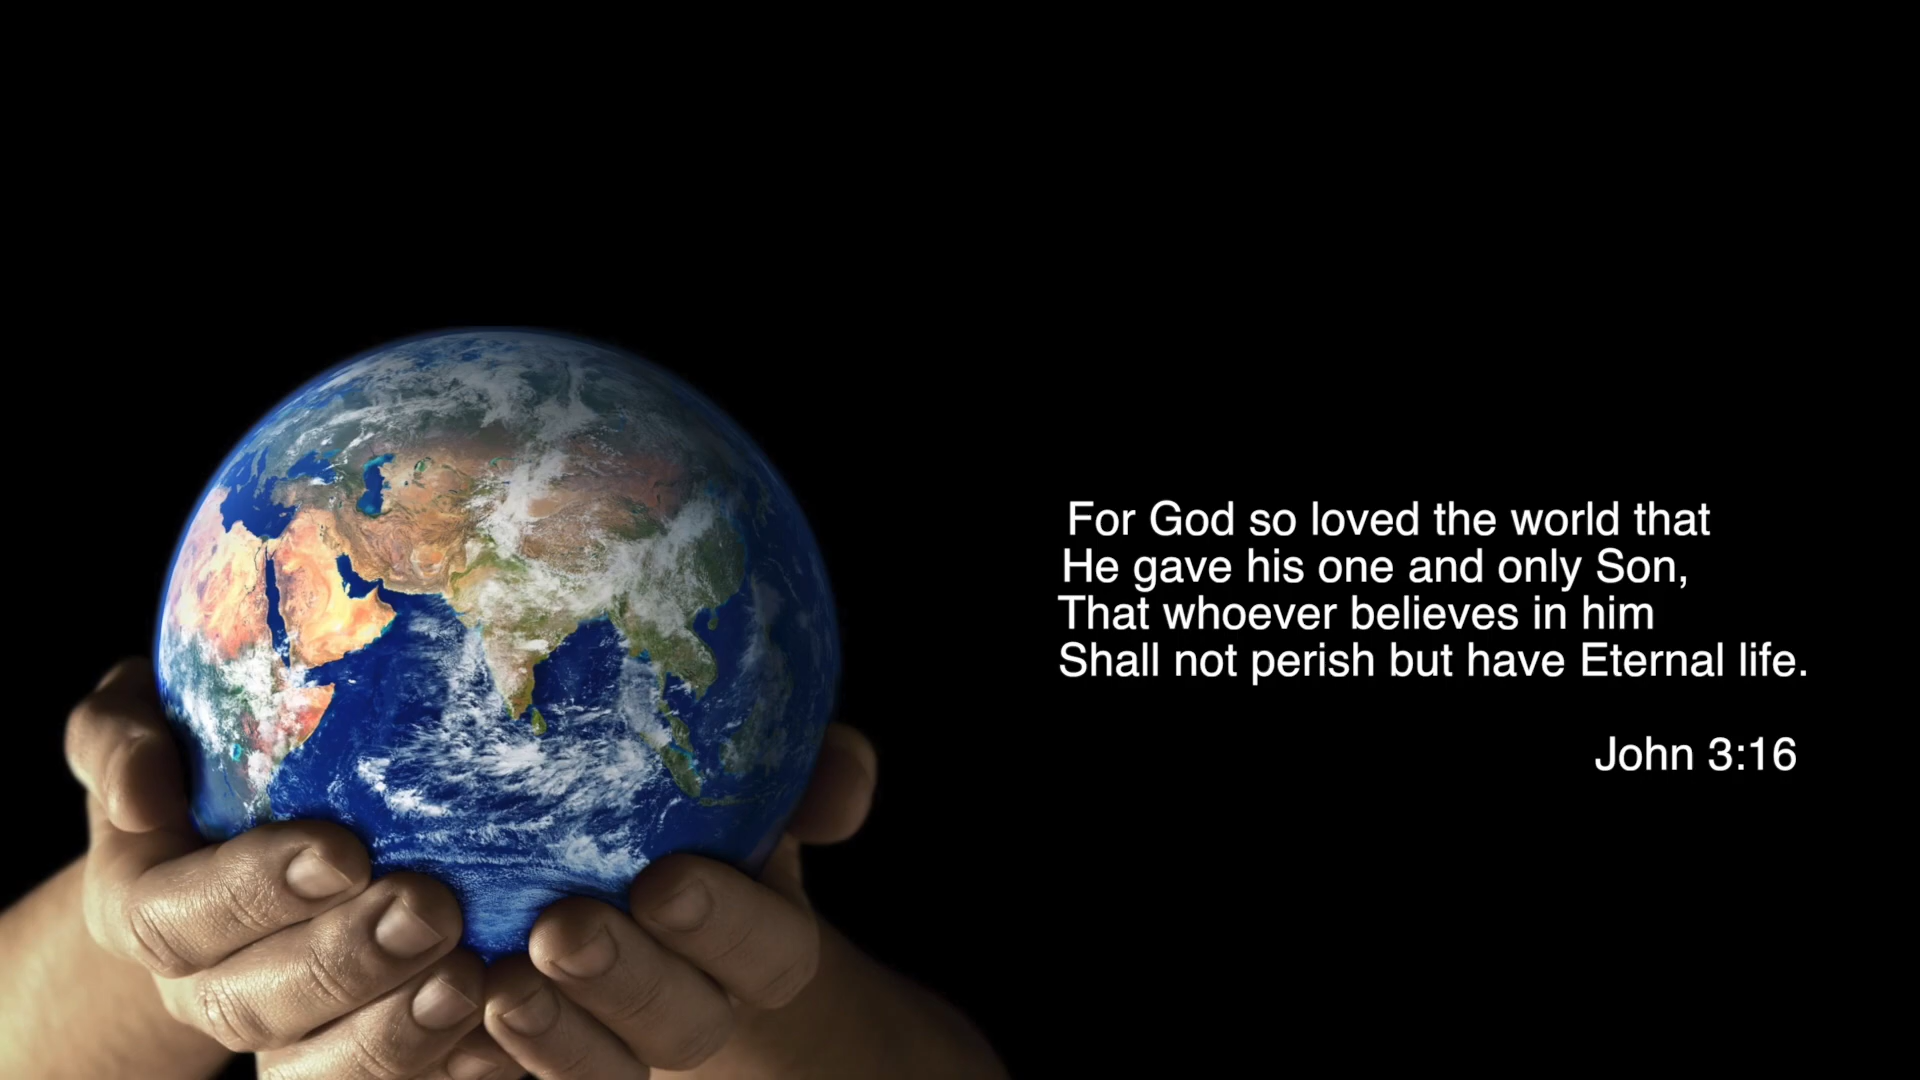 For God so loved the world that
He gave his one and only Son,
That whoever believes in him
Shall not perish but have Eternal life.
John 3:16